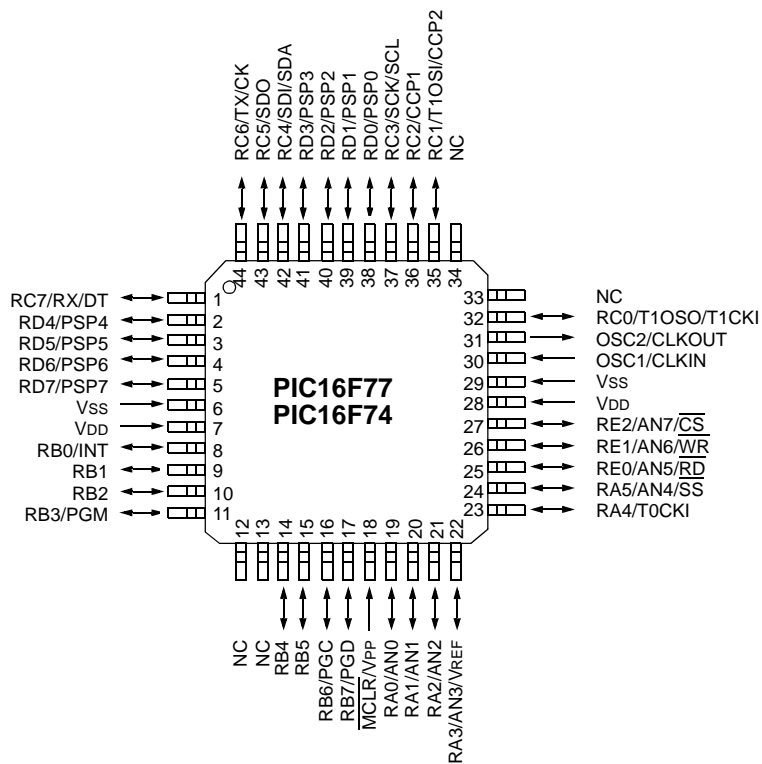 RC6/TX/CK
RC5/SDO
RC4/SDI/SDA
RD3/PSP3
RD2/PSP2
RD1/PSP1
RD0/PSP0
RC3/SCK/SCL
RC2/CCP1
RC1/T1OSI/CCP2
NC
44
43
42
41
40
39
38
37
36
35
34
RC7/RX/DT 1
RD4/PSP4 2
RD5/PSP5 3
RD6/PSP6 4
RD7/PSP7 5
VSS 6
VDD 7
RB0/INT 8
RB1 9
RB2 10
RB3/PGM 11
PIC16F77
PIC16F74
33 NC
32 RC0/T1OSO/T1CKI
31 OSC2/CLKOUT
30 OSC1/CLKIN
29 VSS
28 VDD
27 RE2/AN7/CS
26 RE1/AN6/WR
25 RE0/AN5/RD
24 RA5/AN4/SS
23 RA4/T0CKI
12
13
14
15
16
17
18
19
20
21
22
NC
NC
RB4
RB5
RB6/PGC
RB7/PGD
MCLR/VPP
RA0/AN0
RA1/AN1
RA2/AN2
RA3/AN3/VREF